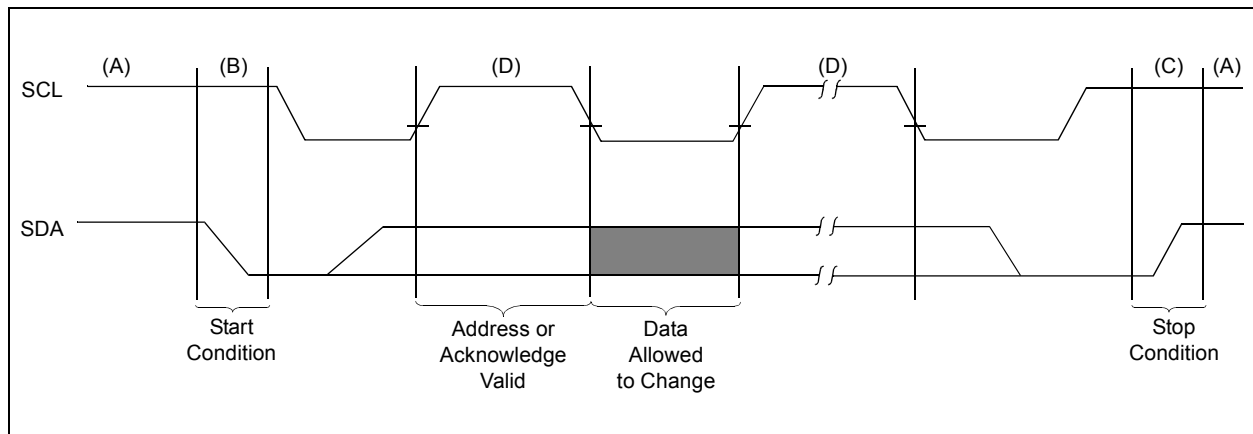 (A) (B) (D) (D) (C) (A)
SCL
SDA
Start
Condition
Address or
Acknowledge
Valid
Data
Allowed
to Change
Stop
Condition